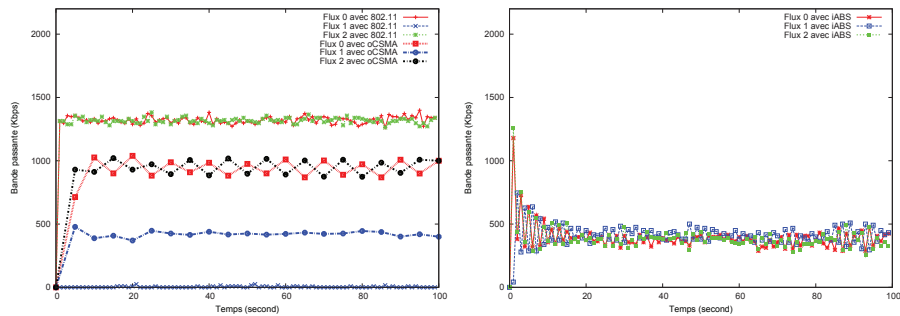 2000
1500
1000
500
0
0
20
40
60
80
100
Bande passante (Kbps)
Temps (second)
Flux 0 avec 802.11
Flux 1 avec 802.11
Flux 2 avec 802.11
Flux 0 avec oCSMA
Flux 1 avec oCSMA
Flux 2 avec oCSMA
2000
1500
1000
500
0
0
20
40
60
80
100
Bande passante (Kbps)
Temps (second)
Flux 0 avec iABS
Flux 1 avec iABS
Flux 2 avec iABS